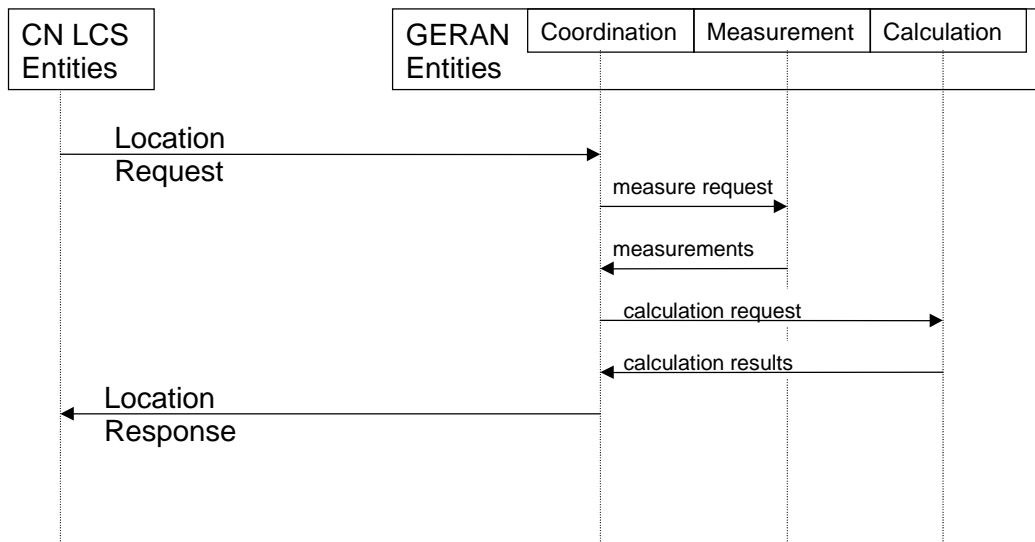 CN LCS
Entities
GERAN
Entities
Coordination
Measurement
Calculation
Location
Request
measure request
measurements
calculation request
calculation results
Location
Response